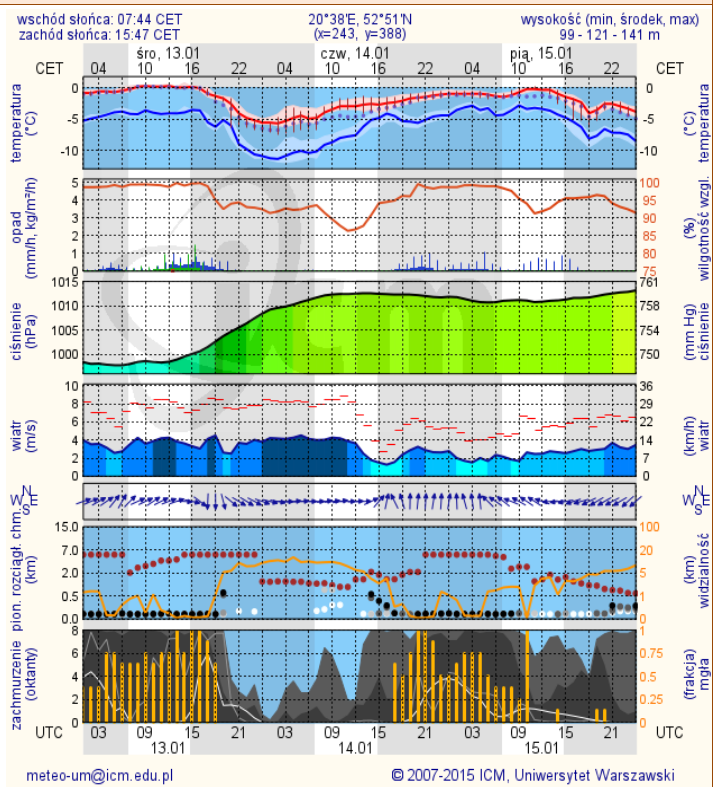 wschód słońca: 07:44 CET 20°38'E, 52°51'N wysokość (min, środek, max)
zachód słońca: 15:47 CET (x=243, y=388) 99 - 121 - 141 m
śro, 13.01 czw, 14.01 pią, 15.01
CET 04 10 16 22 04 10 16 22 04 10 16 22 CET
temperatura (°C) 0 -5 -10 0 -5 -10 (°C) temperatura
opad (mm/h, kg/m²/h) 5 4 3 2 1 0 100 95 90 85 80 75 (%) wilgotność wzgl.
ciśnienie (hPa) 1015 1010 1005 1000 761 758 754 750 (mm Hg) ciśnienie
icm
wiatr (m/s) 10 8 6 4 2 0 36 29 22 14 7 0 (km/h) wiatr
N W E S N W E S
pion. rozciągł. chm. (km) 15.0 7.0 2.0 0.5 0.0 100 20 5 1 0 (km) widzialność
zachmurzenie (oktanty) 8 6 4 2 0 1 0.75 0.5 0.25 0 (frakcja) mgła
UTC 03 09 15 21 03 09 15 21 03 09 15 21 UTC
13.01 14.01 15.01
meteo-um@icm.edu.pl © 2007-2015 ICM, Uniwersytet Warszawski